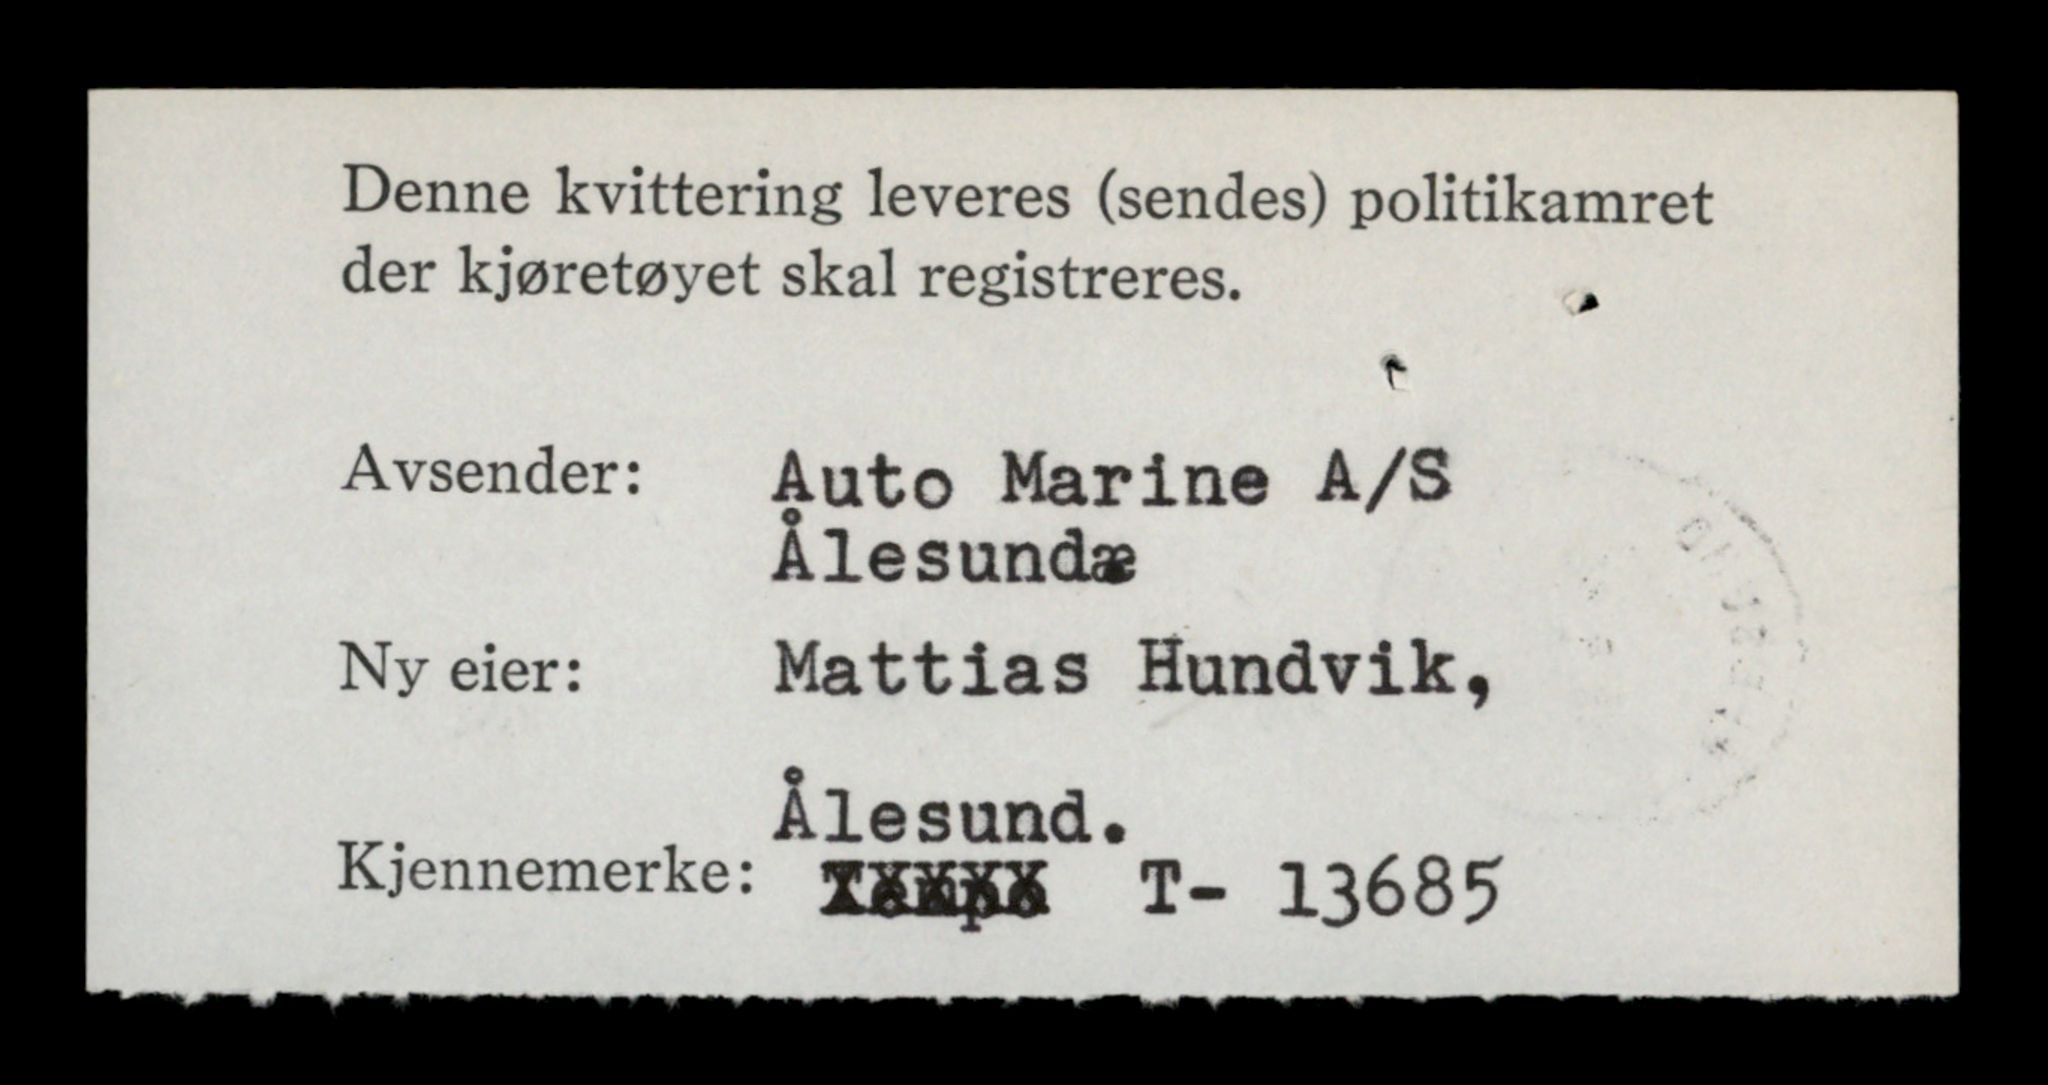 Denne kvittering leveres (sendes) politikamret
der kjøretøyet skal registreres.
Avsender: Auto Marine A/S
Ålesundæ
Ny eier: Mattias Hundvik,
Ålesund.
Kjennemerke: T- 13685